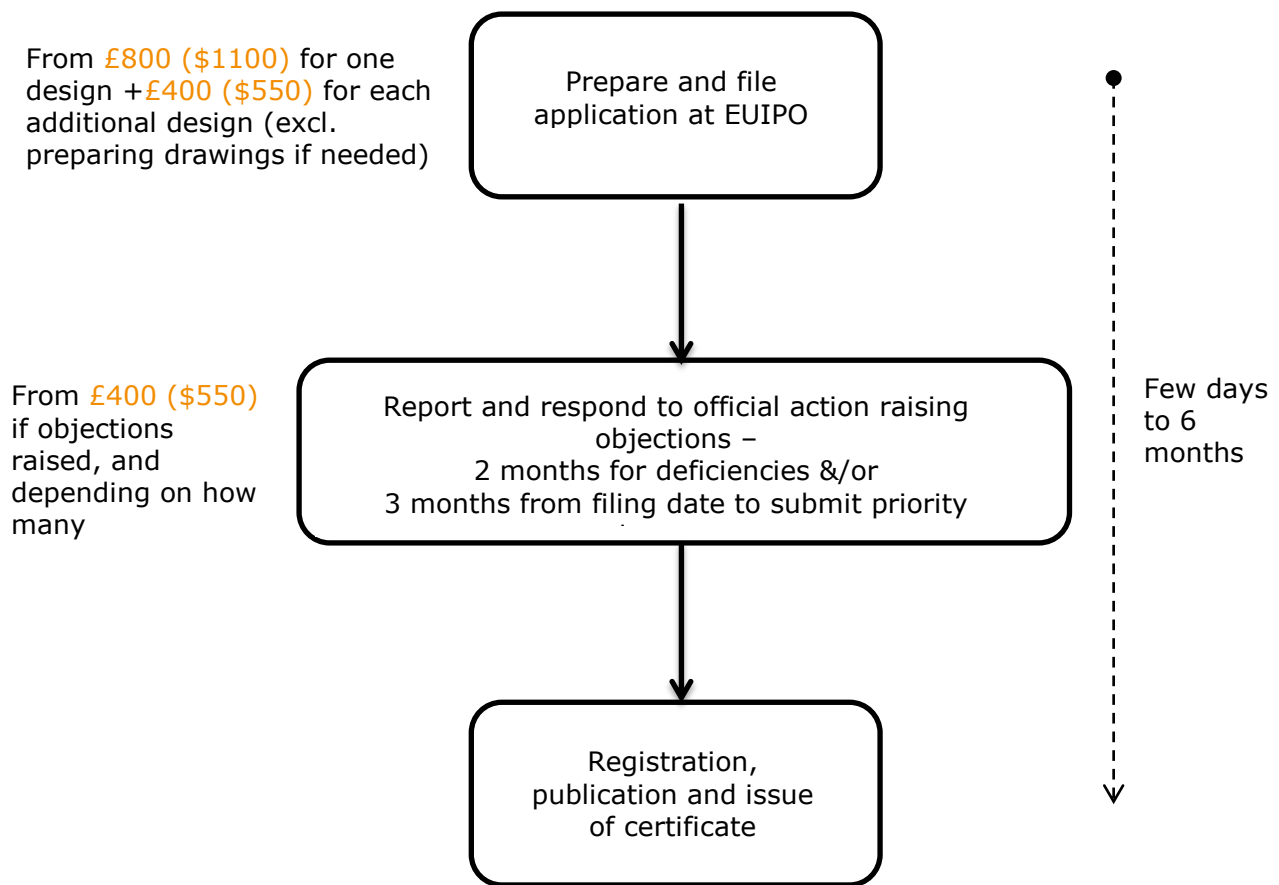 From £800 ($1100) for one
design +£400 ($550) for each
additional design (excl.
preparing drawings if needed)
Prepare and file
application at EUIPO
From £400 ($550)
if objections
raised, and
depending on how
many
Report and respond to official action raising
objections –
2 months for deficiencies &/or
3 months from filing date to submit priority
Few days
to 6
months
Registration,
publication and issue
of certificate